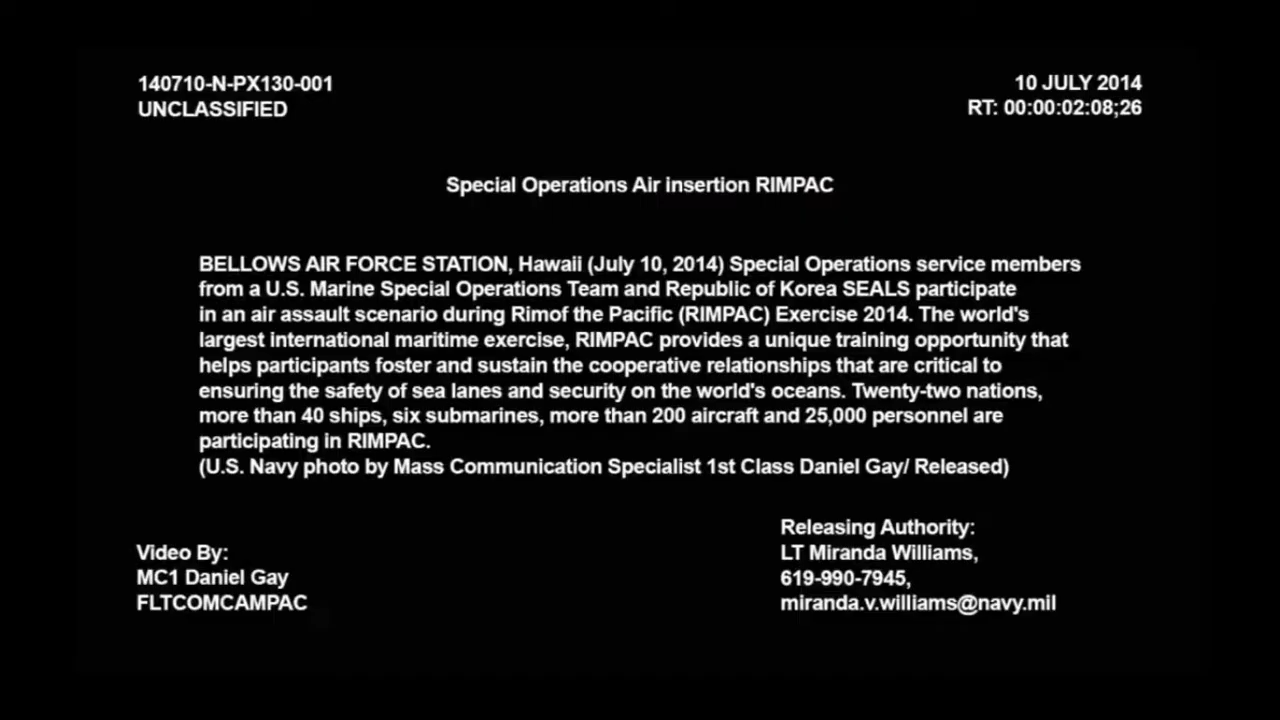 140710-N-PX130-001
UNCLASSIFIED
10 JULY 2014
RT: 00:00:02:08;26
Special Operations Air insertion RIMPAC
BELLOWS AIR FORCE STATION, Hawaii (July 10, 2014) Special Operations service members
from a U.S. Marine Special Operations Team and Republic of Korea SEALS participate
in an air assault scenario during Rimof the Pacific (RIMPAC) Exercise 2014. The world's
largest international maritime exercise, RIMPAC provides a unique training opportunity that
helps participants foster and sustain the cooperative relationships that are critical to
ensuring the safety of sea lanes and security on the world's oceans. Twenty-two nations,
more than 40 ships, six submarines, more than 200 aircraft and 25,000 personnel are
participating in RIMPAC.
(U.S. Navy photo by Mass Communication Specialist 1st Class Daniel Gay/ Released)
Video By:
MC1 Daniel Gay
FLTCOMCAMPAC
Releasing Authority:
LT Miranda Williams,
619-990-7945,
miranda.v.williams@navy.mil